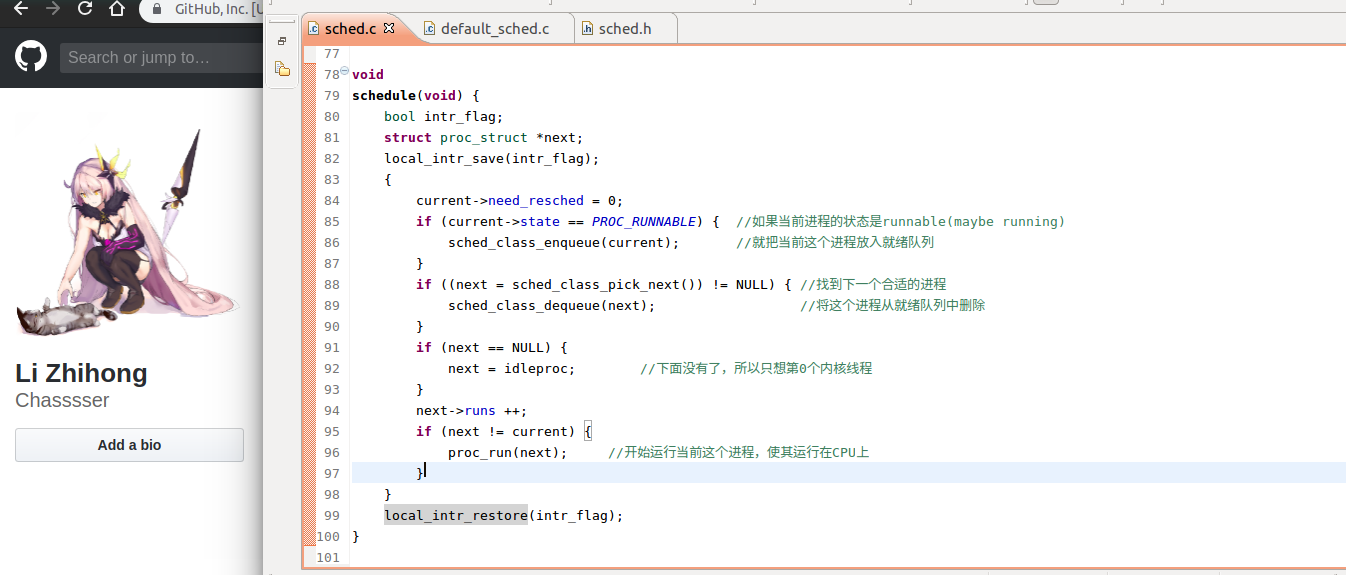 GitHub, Inc. [U
Search or jump to…
Li Zhihong
Chasssser
Add a bio
sched.c
default_sched.c
sched.h
77
78 void
79 schedule(void) {
80     bool intr_flag;
81     struct proc_struct *next;
82     local_intr_save(intr_flag);
83     {
84         current->need_resched = 0;
85         if (current->state == PROC_RUNNABLE) {  //如果当前进程的状态是runnable(maybe running)
86             sched_class_enqueue(current);       //就把当前这个进程放入就绪队列
87         }
88         if ((next = sched_class_pick_next()) != NULL) { //找到下一个合适的进程
89             sched_class_dequeue(next);                  //将这个进程从就绪队列中删除
90         }
91         if (next == NULL) {
92             next = idleproc;        //下面没有了，所以只想第0个内核线程
93         }
94         next->runs ++;
95         if (next != current) {
96             proc_run(next);     //开始运行当前这个进程，使其运行在CPU上
97         }
98     }
99     local_intr_restore(intr_flag);
100 }
101